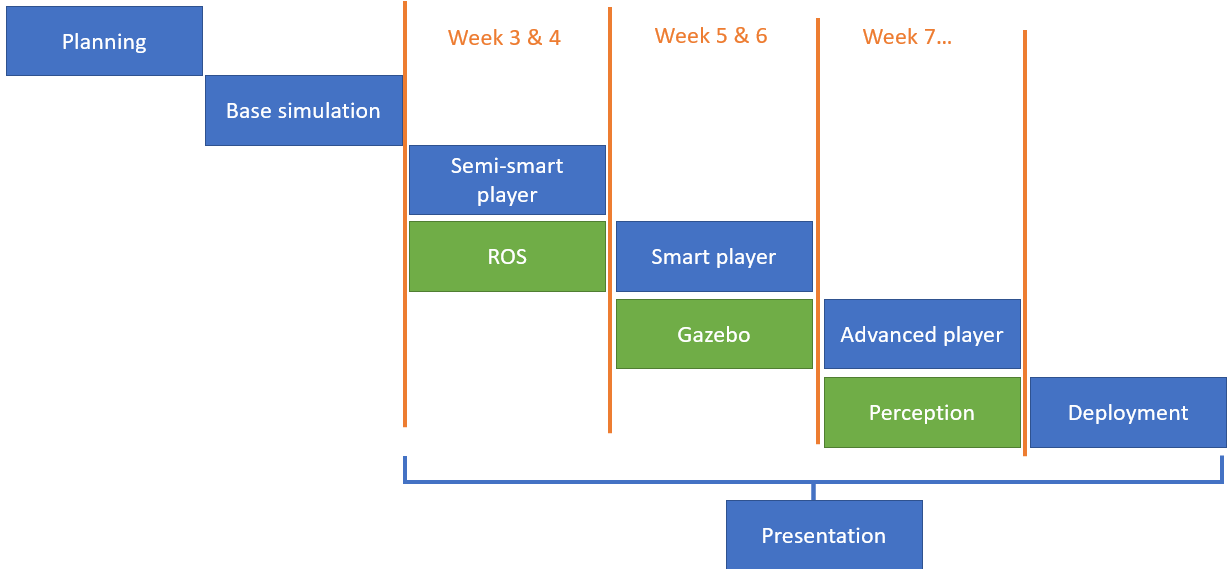 Planning
Week 3 & 4
Week 5 & 6
Week 7...
Base simulation
Semi-smart
player
ROS
Smart player
Gazebo
Advanced player
Perception
Deployment
Presentation